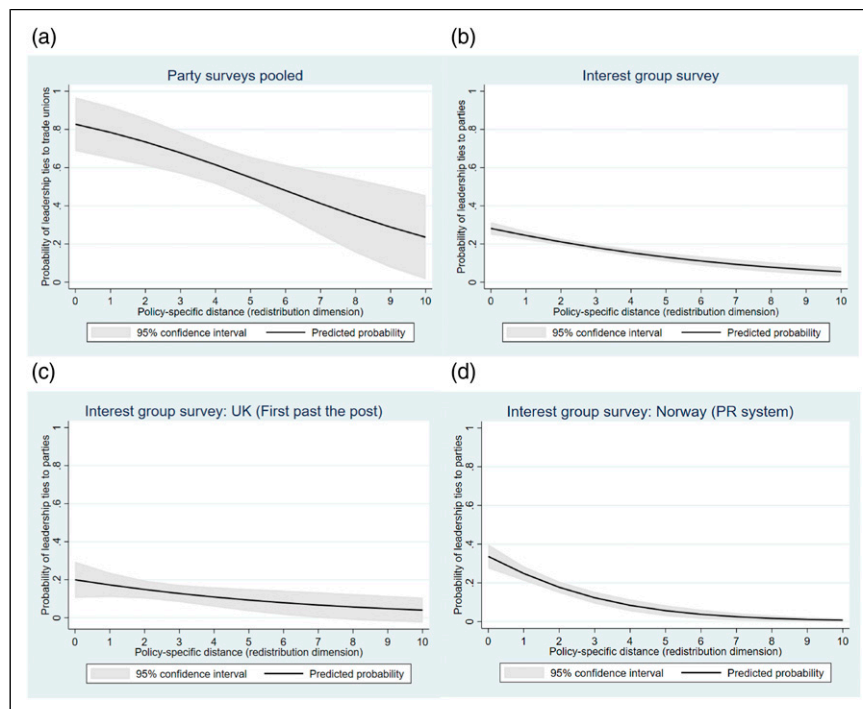 (a)
Party surveys pooled
Probability of leadership ties to trade unions
0 .2 .4 .6 .8 1
0 1 2 3 4 5 6 7 8 9 10
Policy-specific distance (redistribution dimension)
95% confidence interval Predicted probability
(b)
Interest group survey
Probability of leadership ties to parties
0 .2 .4 .6 .8 1
0 1 2 3 4 5 6 7 8 9 10
Policy-specific distance (redistribution dimension)
95% confidence interval Predicted probability
(c)
Interest group survey: UK (First past the post)
Probability of leadership ties to parties
0 .2 .4 .6 .8 1
0 1 2 3 4 5 6 7 8 9 10
Policy-specific distance (redistribution dimension)
95% confidence interval Predicted probability
(d)
Interest group survey: Norway (PR system)
Probability of leadership ties to parties
0 .2 .4 .6 .8 1
0 1 2 3 4 5 6 7 8 9 10
Policy-specific distance (redistribution dimension)
95% confidence interval Predicted probability